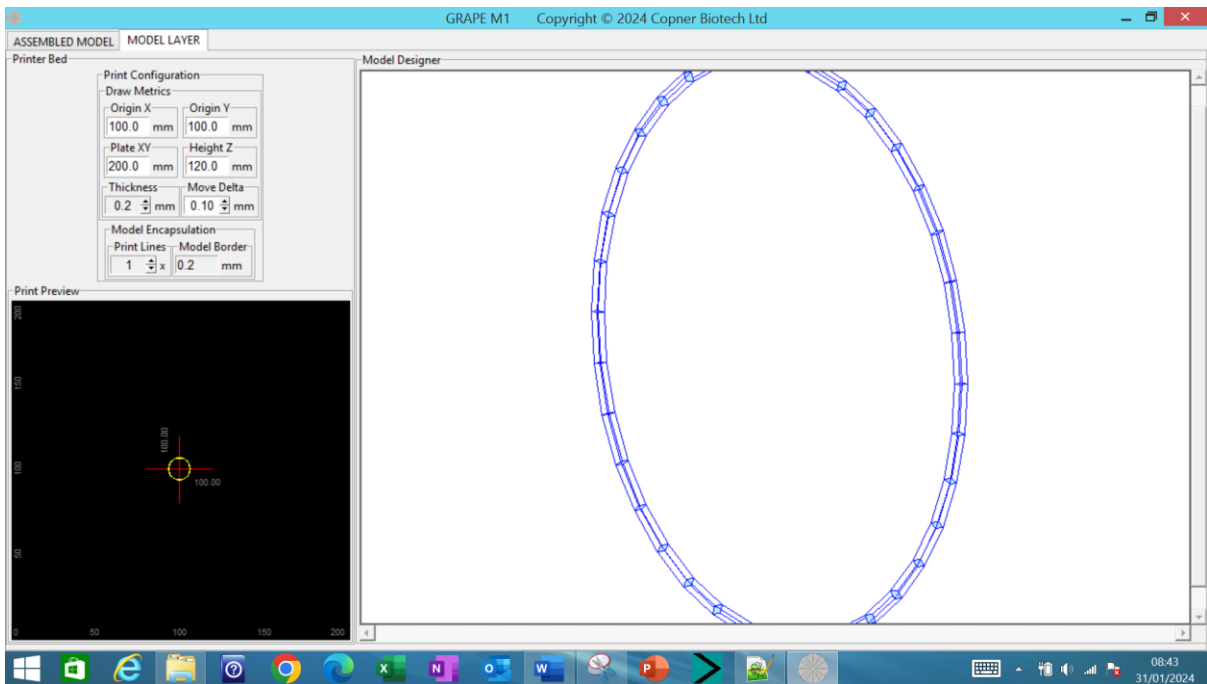 GRAPE M1 Copyright © 2024 Copner Biotech Ltd
ASSEMBLED MODEL MODEL LAYER
Printer Bed
Print Configuration
Draw Metrics
Origin X Origin Y
100.0 mm 100.0 mm
Plate XY Height Z
200.0 mm 120.0 mm
Thickness Move Delta
0.2 mm 0.10 mm
Model Encapsulation
Print Lines Model Border
1 x 0.2 mm
Print Preview
200
150
100
50
100.00
100.00
0 50 100 150 200
Model Designer
08:43
31/01/2024